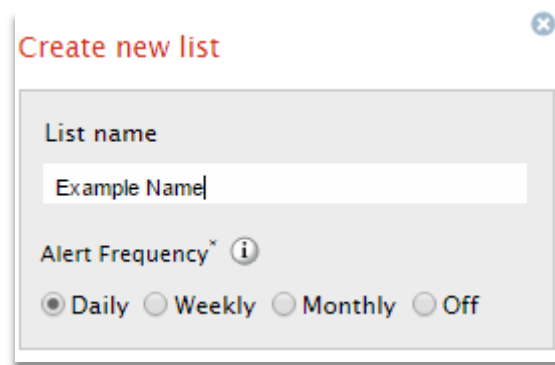 Create new list
List name
Example Name
Alert Frequency* i
Daily Weekly Monthly Off